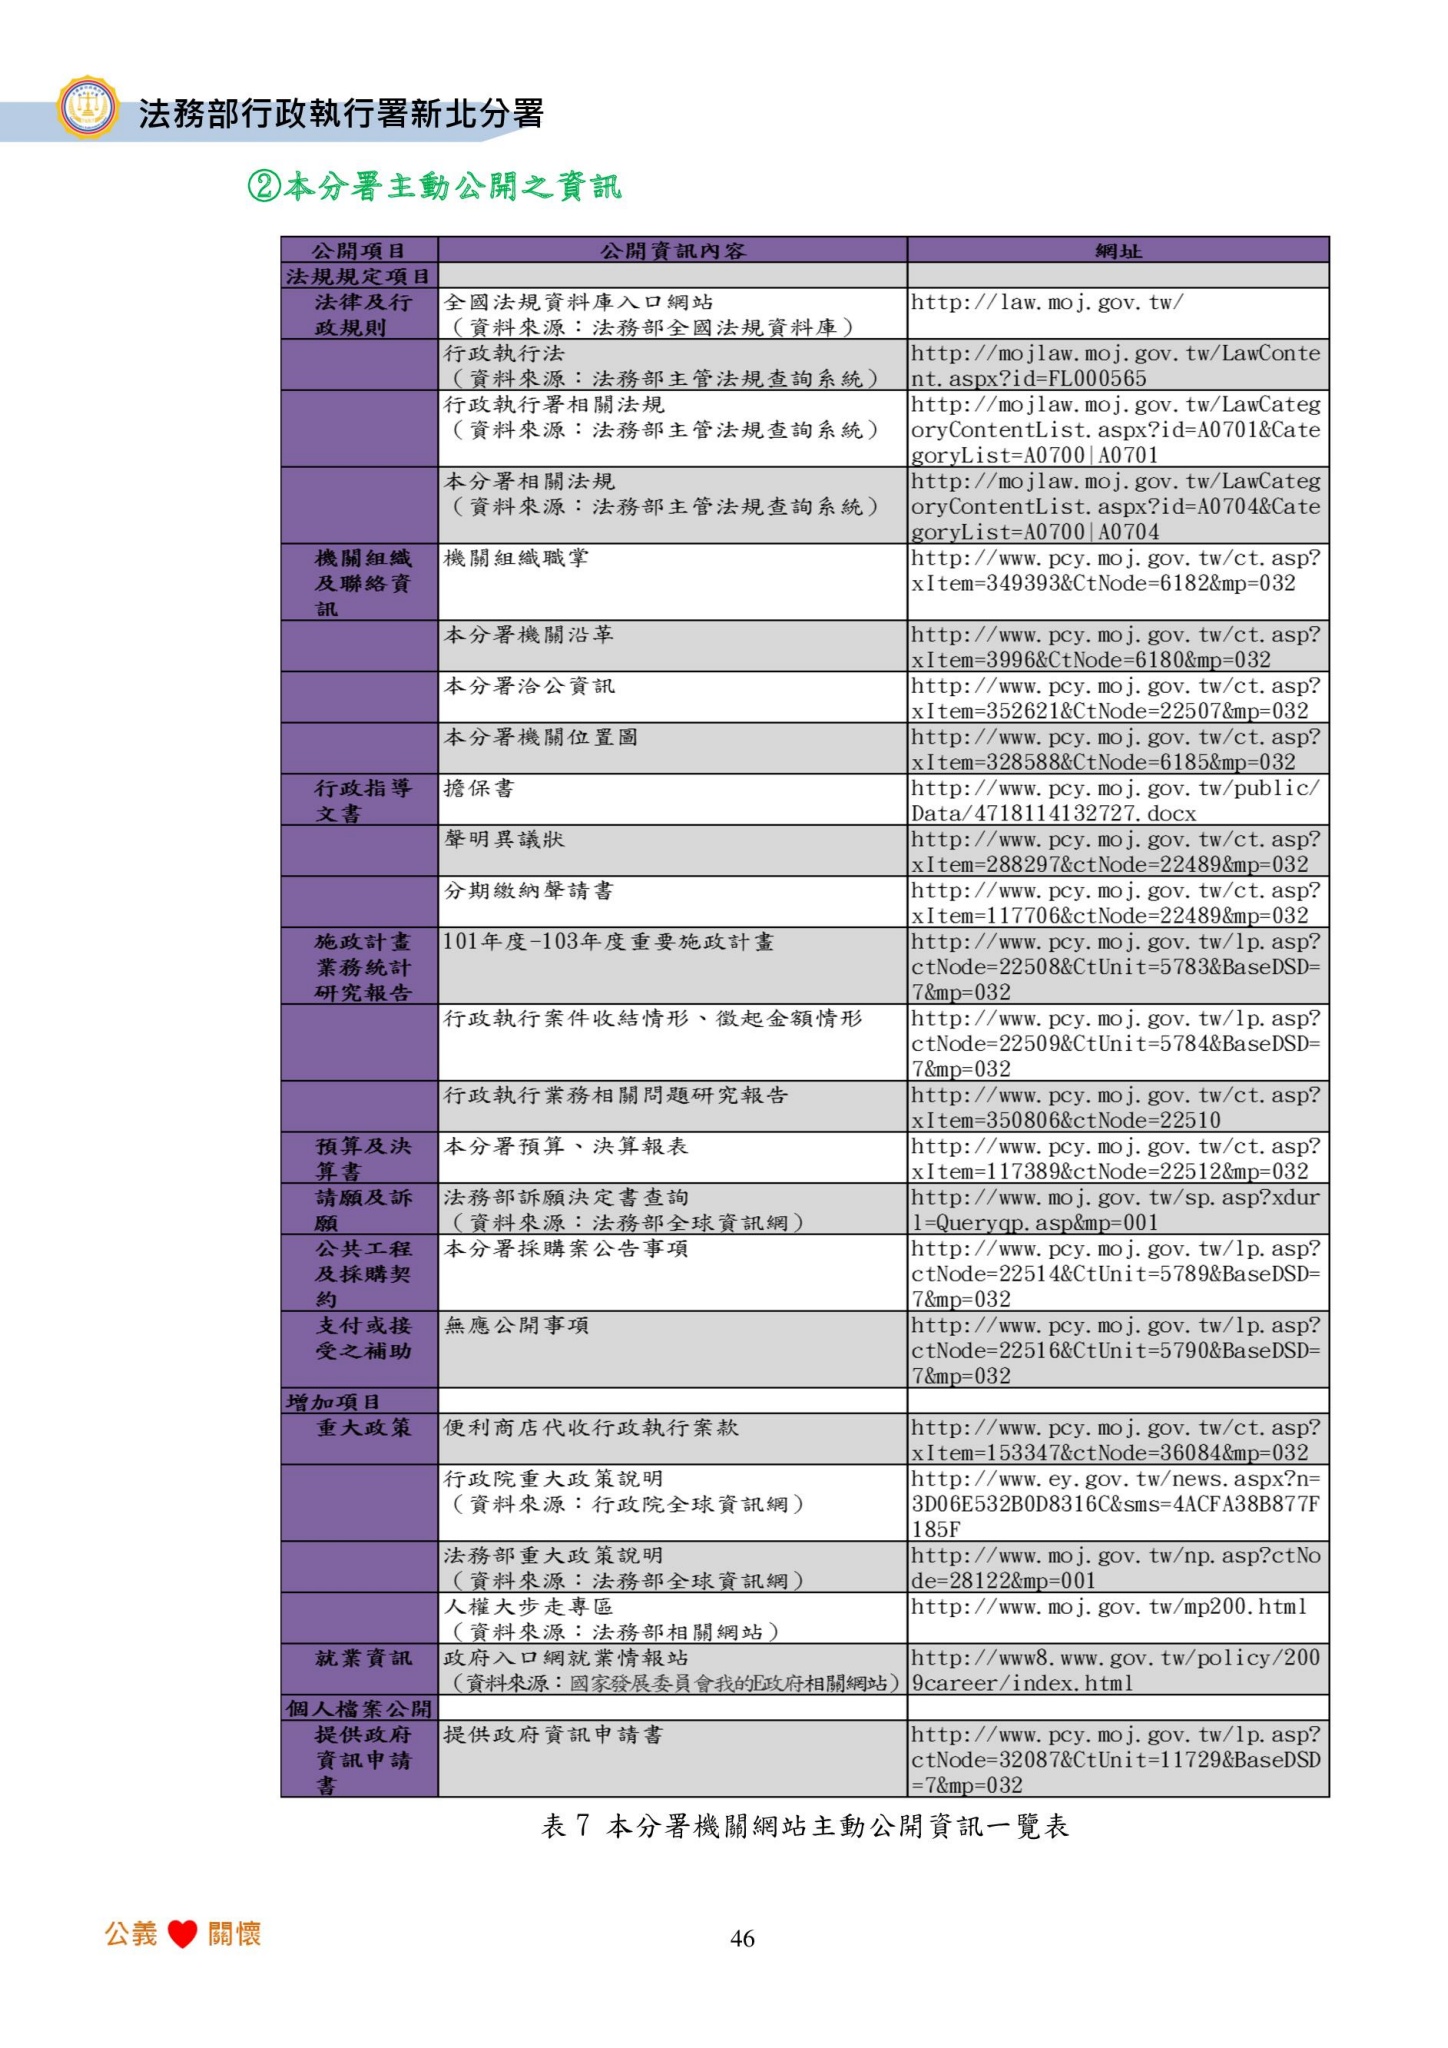 法務部行政執行署新北分署
②本分署主動公開之資訊
公開項目 公開資訊內容 網址
法規規定項目
法律及行 全國法規資料庫入口網站 http://law.moj.gov.tw/
政規則 （資料來源：法務部全國法規資料庫）
行政執行法 http://mojlaw.moj.gov.tw/LawConte
（資料來源：法務部主管法規查詢系統） nt.aspx?id=FL000565
行政執行署相關法規 http://mojlaw.moj.gov.tw/LawCateg
（資料來源：法務部主管法規查詢系統） oryContentList.aspx?id=A0701&Cate
goryList=A0700|A0701
本分署相關法規 http://mojlaw.moj.gov.tw/LawCateg
（資料來源：法務部主管法規查詢系統） oryContentList.aspx?id=A0704&Cate
goryList=A0700|A0704
機關組織 機關組織職掌 http://www.pcy.moj.gov.tw/ct.asp?
及聯絡資 xItem=349393&CtNode=6182&mp=032
訊
本分署機關沿革 http://www.pcy.moj.gov.tw/ct.asp?
xItem=3996&CtNode=6180&mp=032
本分署洽公資訊 http://www.pcy.moj.gov.tw/ct.asp?
xItem=352621&CtNode=22507&mp=032
本分署機關位置圖 http://www.pcy.moj.gov.tw/ct.asp?
xItem=328588&CtNode=6185&mp=032
行政指導 擔保書 http://www.pcy.moj.gov.tw/public/
文書 Data/4718114132727.docx
聲明異議狀 http://www.pcy.moj.gov.tw/ct.asp?
xItem=288297&ctNode=22489&mp=032
分期繳納聲請書 http://www.pcy.moj.gov.tw/ct.asp?
xItem=117706&ctNode=22489&mp=032
施政計畫 101年度-103年度重要施政計畫 http://www.pcy.moj.gov.tw/lp.asp?
業務統計 ctNode=22508&CtUnit=5783&BaseDSD=
研究報告 7&mp=032
行政執行案件收結情形、徵起金額情形 http://www.pcy.moj.gov.tw/lp.asp?
ctNode=22509&CtUnit=5784&BaseDSD=
7&mp=032
行政執行業務相關問題研究報告 http://www.pcy.moj.gov.tw/ct.asp?
xItem=350806&ctNode=22510
預算及決 本分署預算、決算報表 http://www.pcy.moj.gov.tw/ct.asp?
算書 xItem=117389&ctNode=22512&mp=032
請願及訴 法務部訴願決定書查詢 http://www.moj.gov.tw/sp.asp?xdur
願 （資料來源：法務部全球資訊網） l=Queryqp.asp&mp=001
公共工程 本分署採購案公告事項 http://www.pcy.moj.gov.tw/lp.asp?
及採購契 ctNode=22514&CtUnit=5789&BaseDSD=
約 7&mp=032
支付或接 無應公開事項 http://www.pcy.moj.gov.tw/lp.asp?
受之補助 ctNode=22516&CtUnit=5790&BaseDSD=
7&mp=032
增加項目
重大政策 便利商店代收行政執行案款 http://www.pcy.moj.gov.tw/ct.asp?
xItem=153347&ctNode=36084&mp=032
行政院重大政策說明 http://www.ey.gov.tw/news.aspx?n=
（資料來源：行政院全球資訊網） 3D06E532B0D8316C&sms=4ACFA38B877F
185F
法務部重大政策說明 http://www.moj.gov.tw/np.asp?ctNo
（資料來源：法務部全球資訊網） de=28122&mp=001
人權大步走專區 http://www.moj.gov.tw/mp200.html
（資料來源：法務部相關網站）
就業資訊 政府入口網就業情報站 http://www8.www.gov.tw/policy/200
（資料來源：國家發展委員會我的E政府相關網站） 9career/index.html
個人檔案公開
提供政府 提供政府資訊申請書 http://www.pcy.moj.gov.tw/lp.asp?
資訊申請 ctNode=32087&CtUnit=11729&BaseDSD
書 =7&mp=032
表 7 本分署機關網站主動公開資訊一覽表
公義 關懷
46